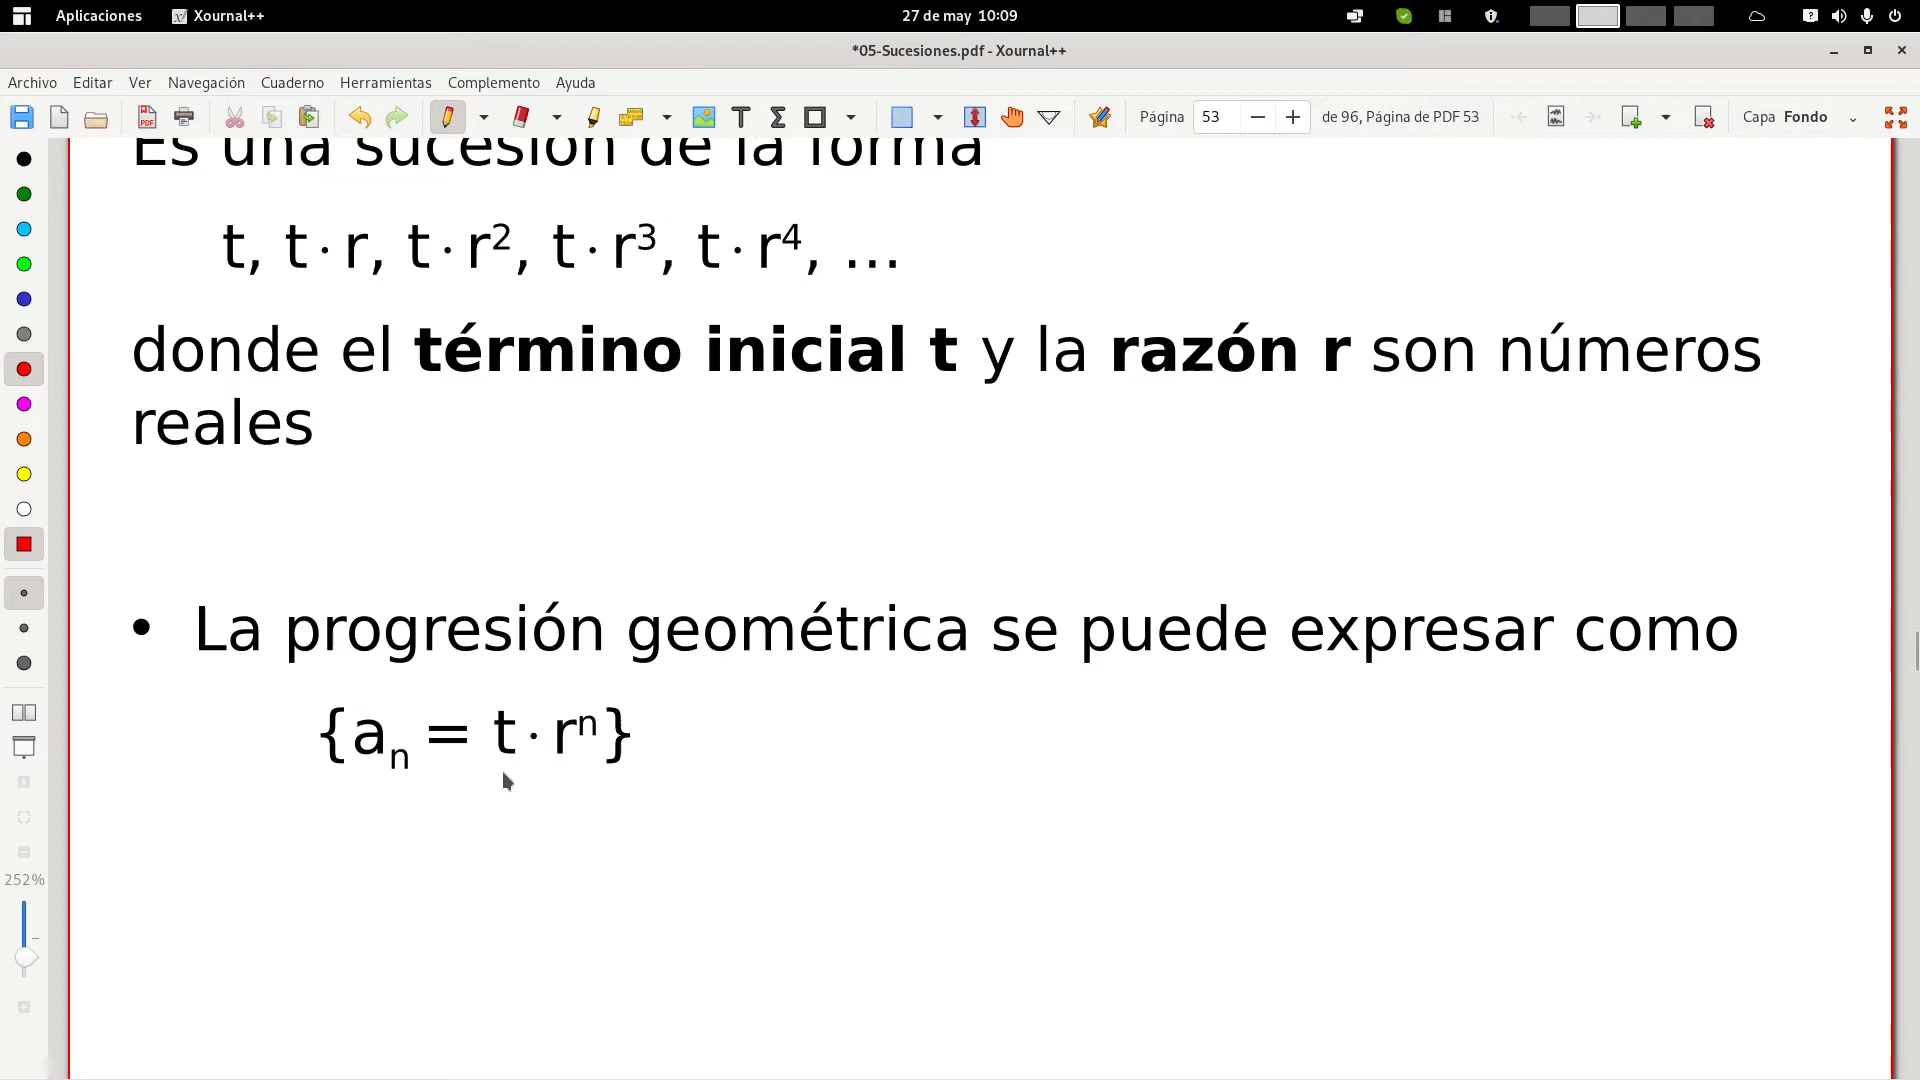 Aplicaciones Xournal++ 27 de may 10:09
*05-Sucesiones.pdf - Xournal++
Archivo Editar Ver Navegación Cuaderno Herramientas Complemento Ayuda
Página 53 de 96, Página de PDF 53 Capa Fondo
Es una sucesión de la forma
t, t · r, t · r², t · r³, t · r⁴, ...
donde el término inicial t y la razón r son números
reales
• La progresión geométrica se puede expresar como
{aₙ = t · rⁿ}
252%